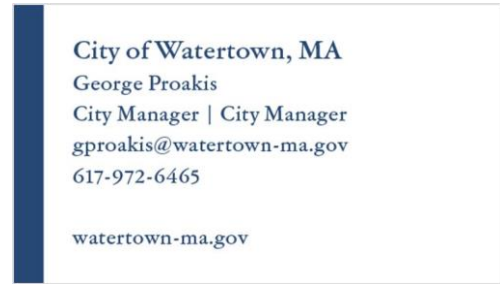 City of Watertown, MA
George Proakis
City Manager | City Manager
gproakis@watertown-ma.gov
617-972-6465
watertown-ma.gov